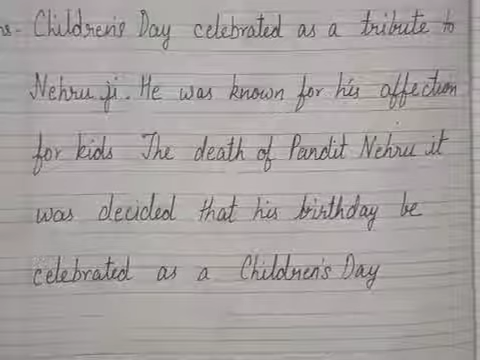 ns - Children's Day celebrated as a tribute to
Nehru ji. He was known for his affection
for kids The death of Pandit Nehru it
was decided that his birthday be
celebrated as a Children's Day